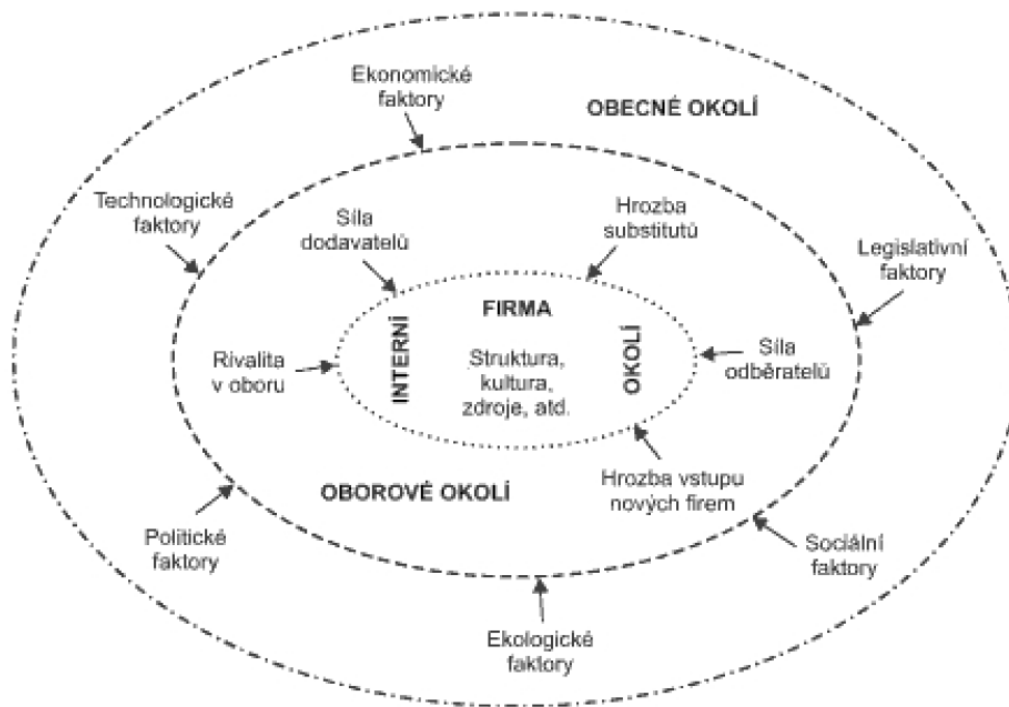 Ekonomické
faktory
OBECNÉ OKOLÍ
Technologické
faktory
Síla
dodavatelů
Hrozba
substitutů
Legislativní
faktory
FIRMA
INTERNÍ
OKOLÍ
Struktura,
kultura,
zdroje, atd.
Rivalita
v oboru
Síla
odběratelů
OBOROVÉ OKOLÍ
Hrozba vstupu
nových firem
Politické
faktory
Sociální
faktory
Ekologické
faktory